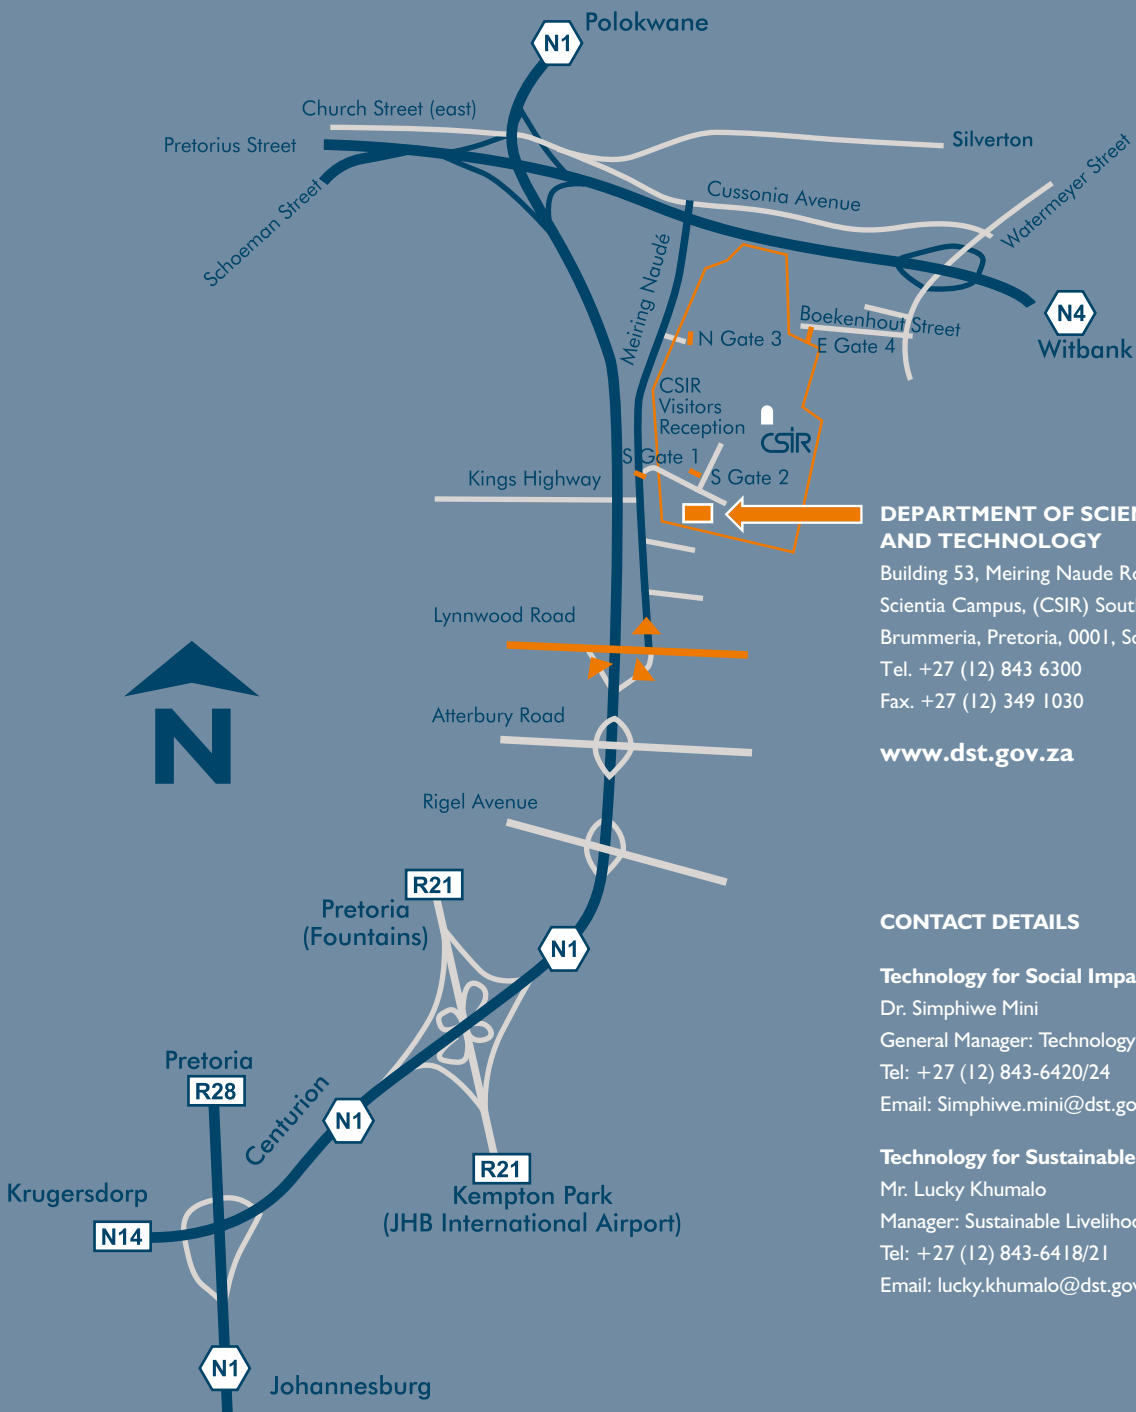 Polokwane
N1
Church Street (east)
Pretorius Street
Silverton
Watermeyer Street
Schoeman Street
Cussonia Avenue
Meiring Naudé
N4
Witbank
Boekenhout Street
N Gate 3
E Gate 4
CSIR
Visitors
Reception
CSIR
S Gate 1
S Gate 2
Kings Highway
DEPARTMENT OF SCIEN
AND TECHNOLOGY
Building 53, Meiring Naude Ro
Scientia Campus, (CSIR) Sout
Brummeria, Pretoria, 0001, So
Tel. +27 (12) 843 6300
Fax. +27 (12) 349 1030
www.dst.gov.za
Lynnwood Road
N
Atterbury Road
Rigel Avenue
R21
Pretoria
(Fountains)
N1
CONTACT DETAILS
Technology for Social Impa
Dr. Simphiwe Mini
General Manager: Technology
Tel: +27 (12) 843-6420/24
Email: Simphiwe.mini@dst.go
Technology for Sustainable
Mr. Lucky Khumalo
Manager: Sustainable Livelihoo
Tel: +27 (12) 843-6418/21
Email: lucky.khumalo@dst.gov
Pretoria
R28
Centurion
N1
R21
Kempton Park
(JHB International Airport)
Krugersdorp
N14
N1
Johannesburg